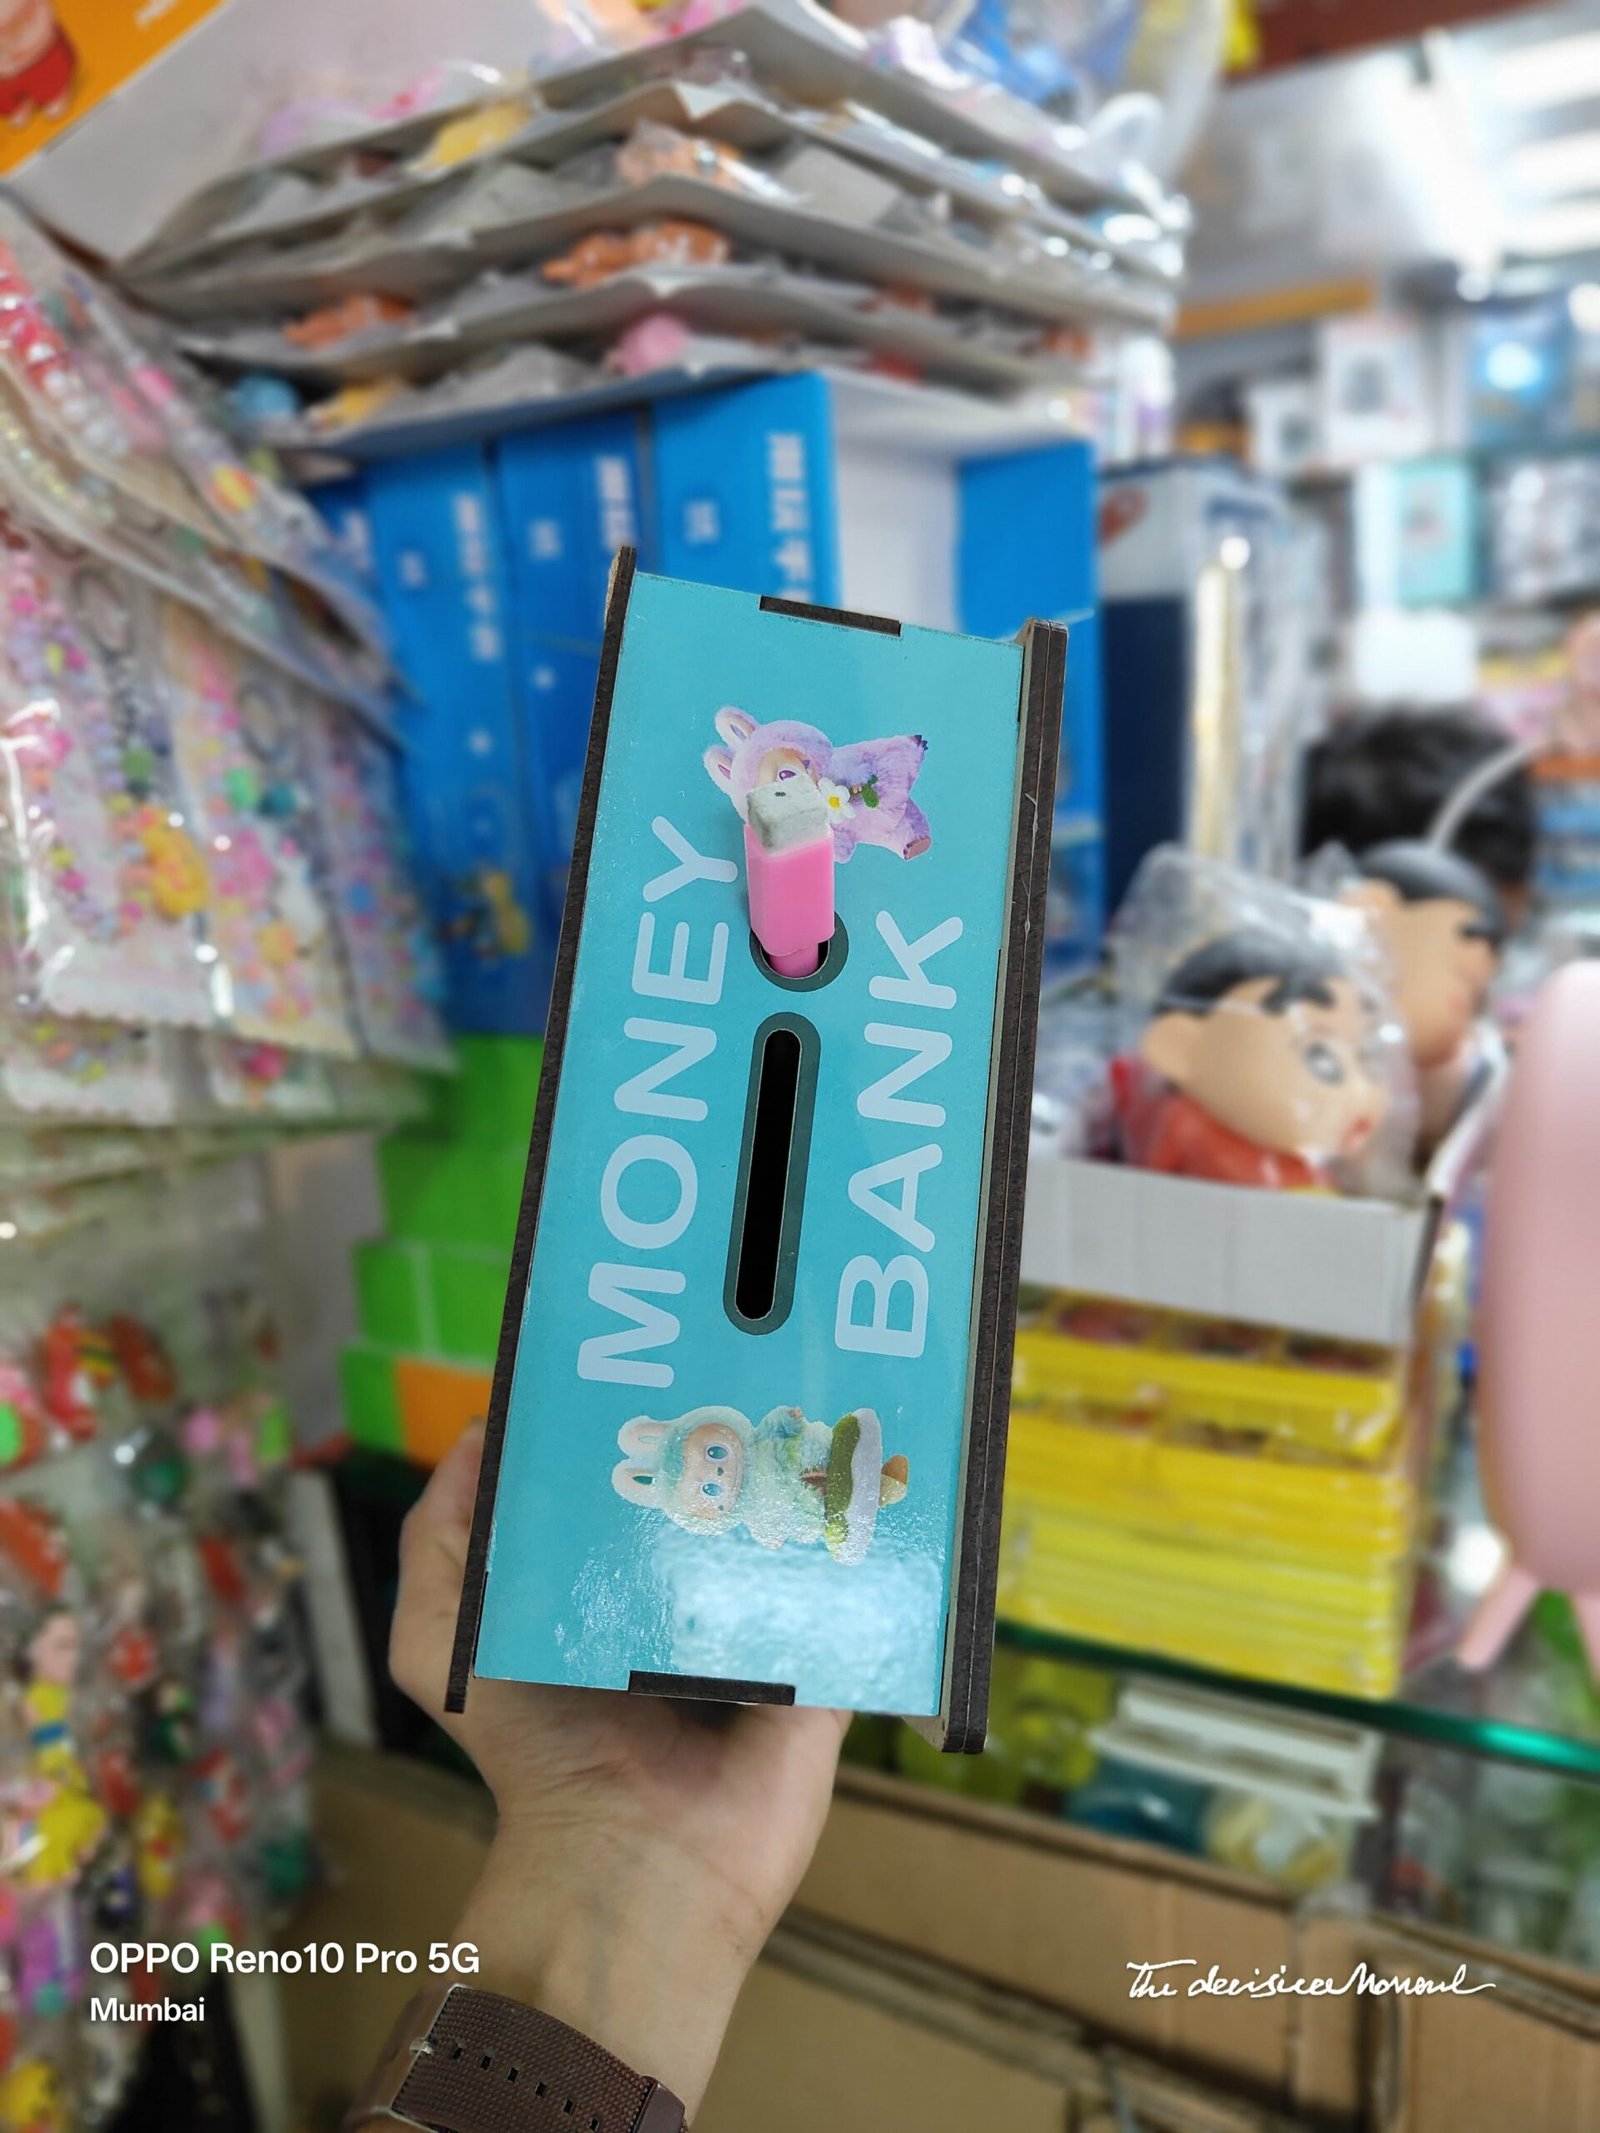 MONEY
BANK
OPPO Reno10 Pro 5G
Mumbai